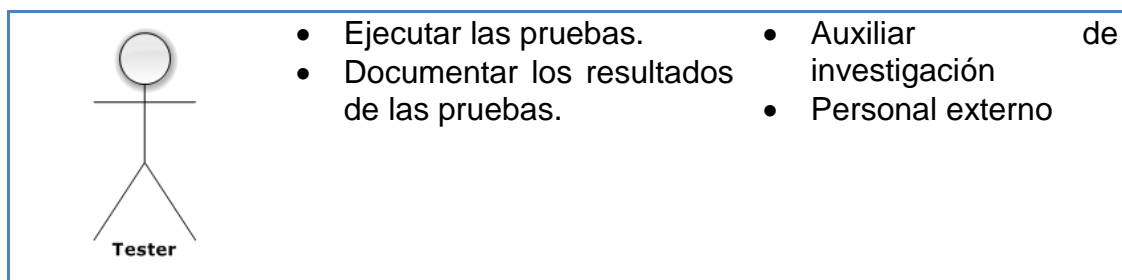 Tester
• Ejecutar las pruebas.
• Documentar los resultados
de las pruebas.
• Auxiliar de
investigación
• Personal externo